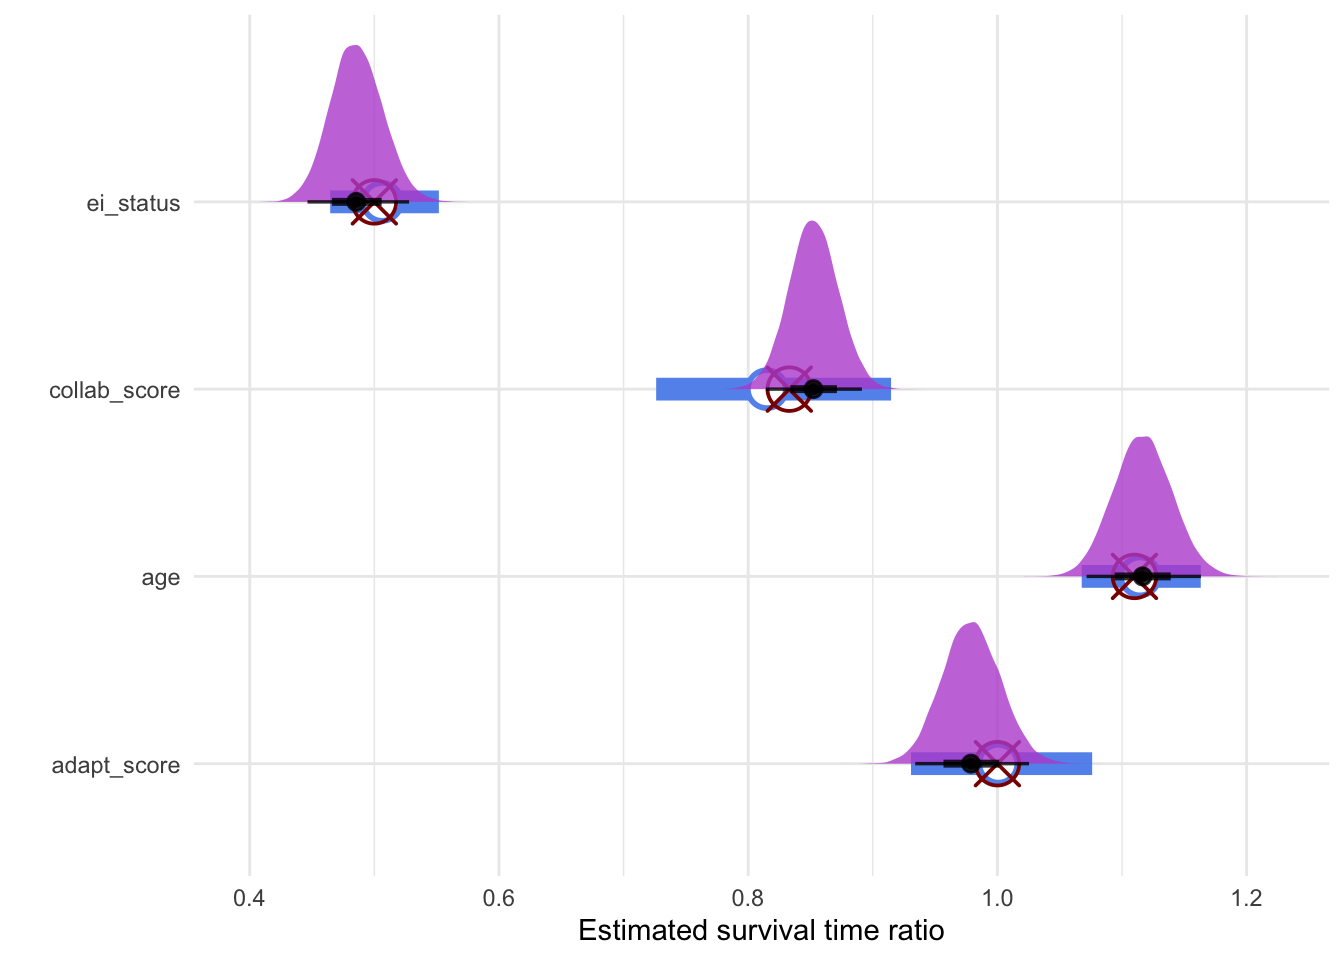 ei_status
collab_score
age
adapt_score
0.4 0.6 0.8 1.0 1.2
Estimated survival time ratio